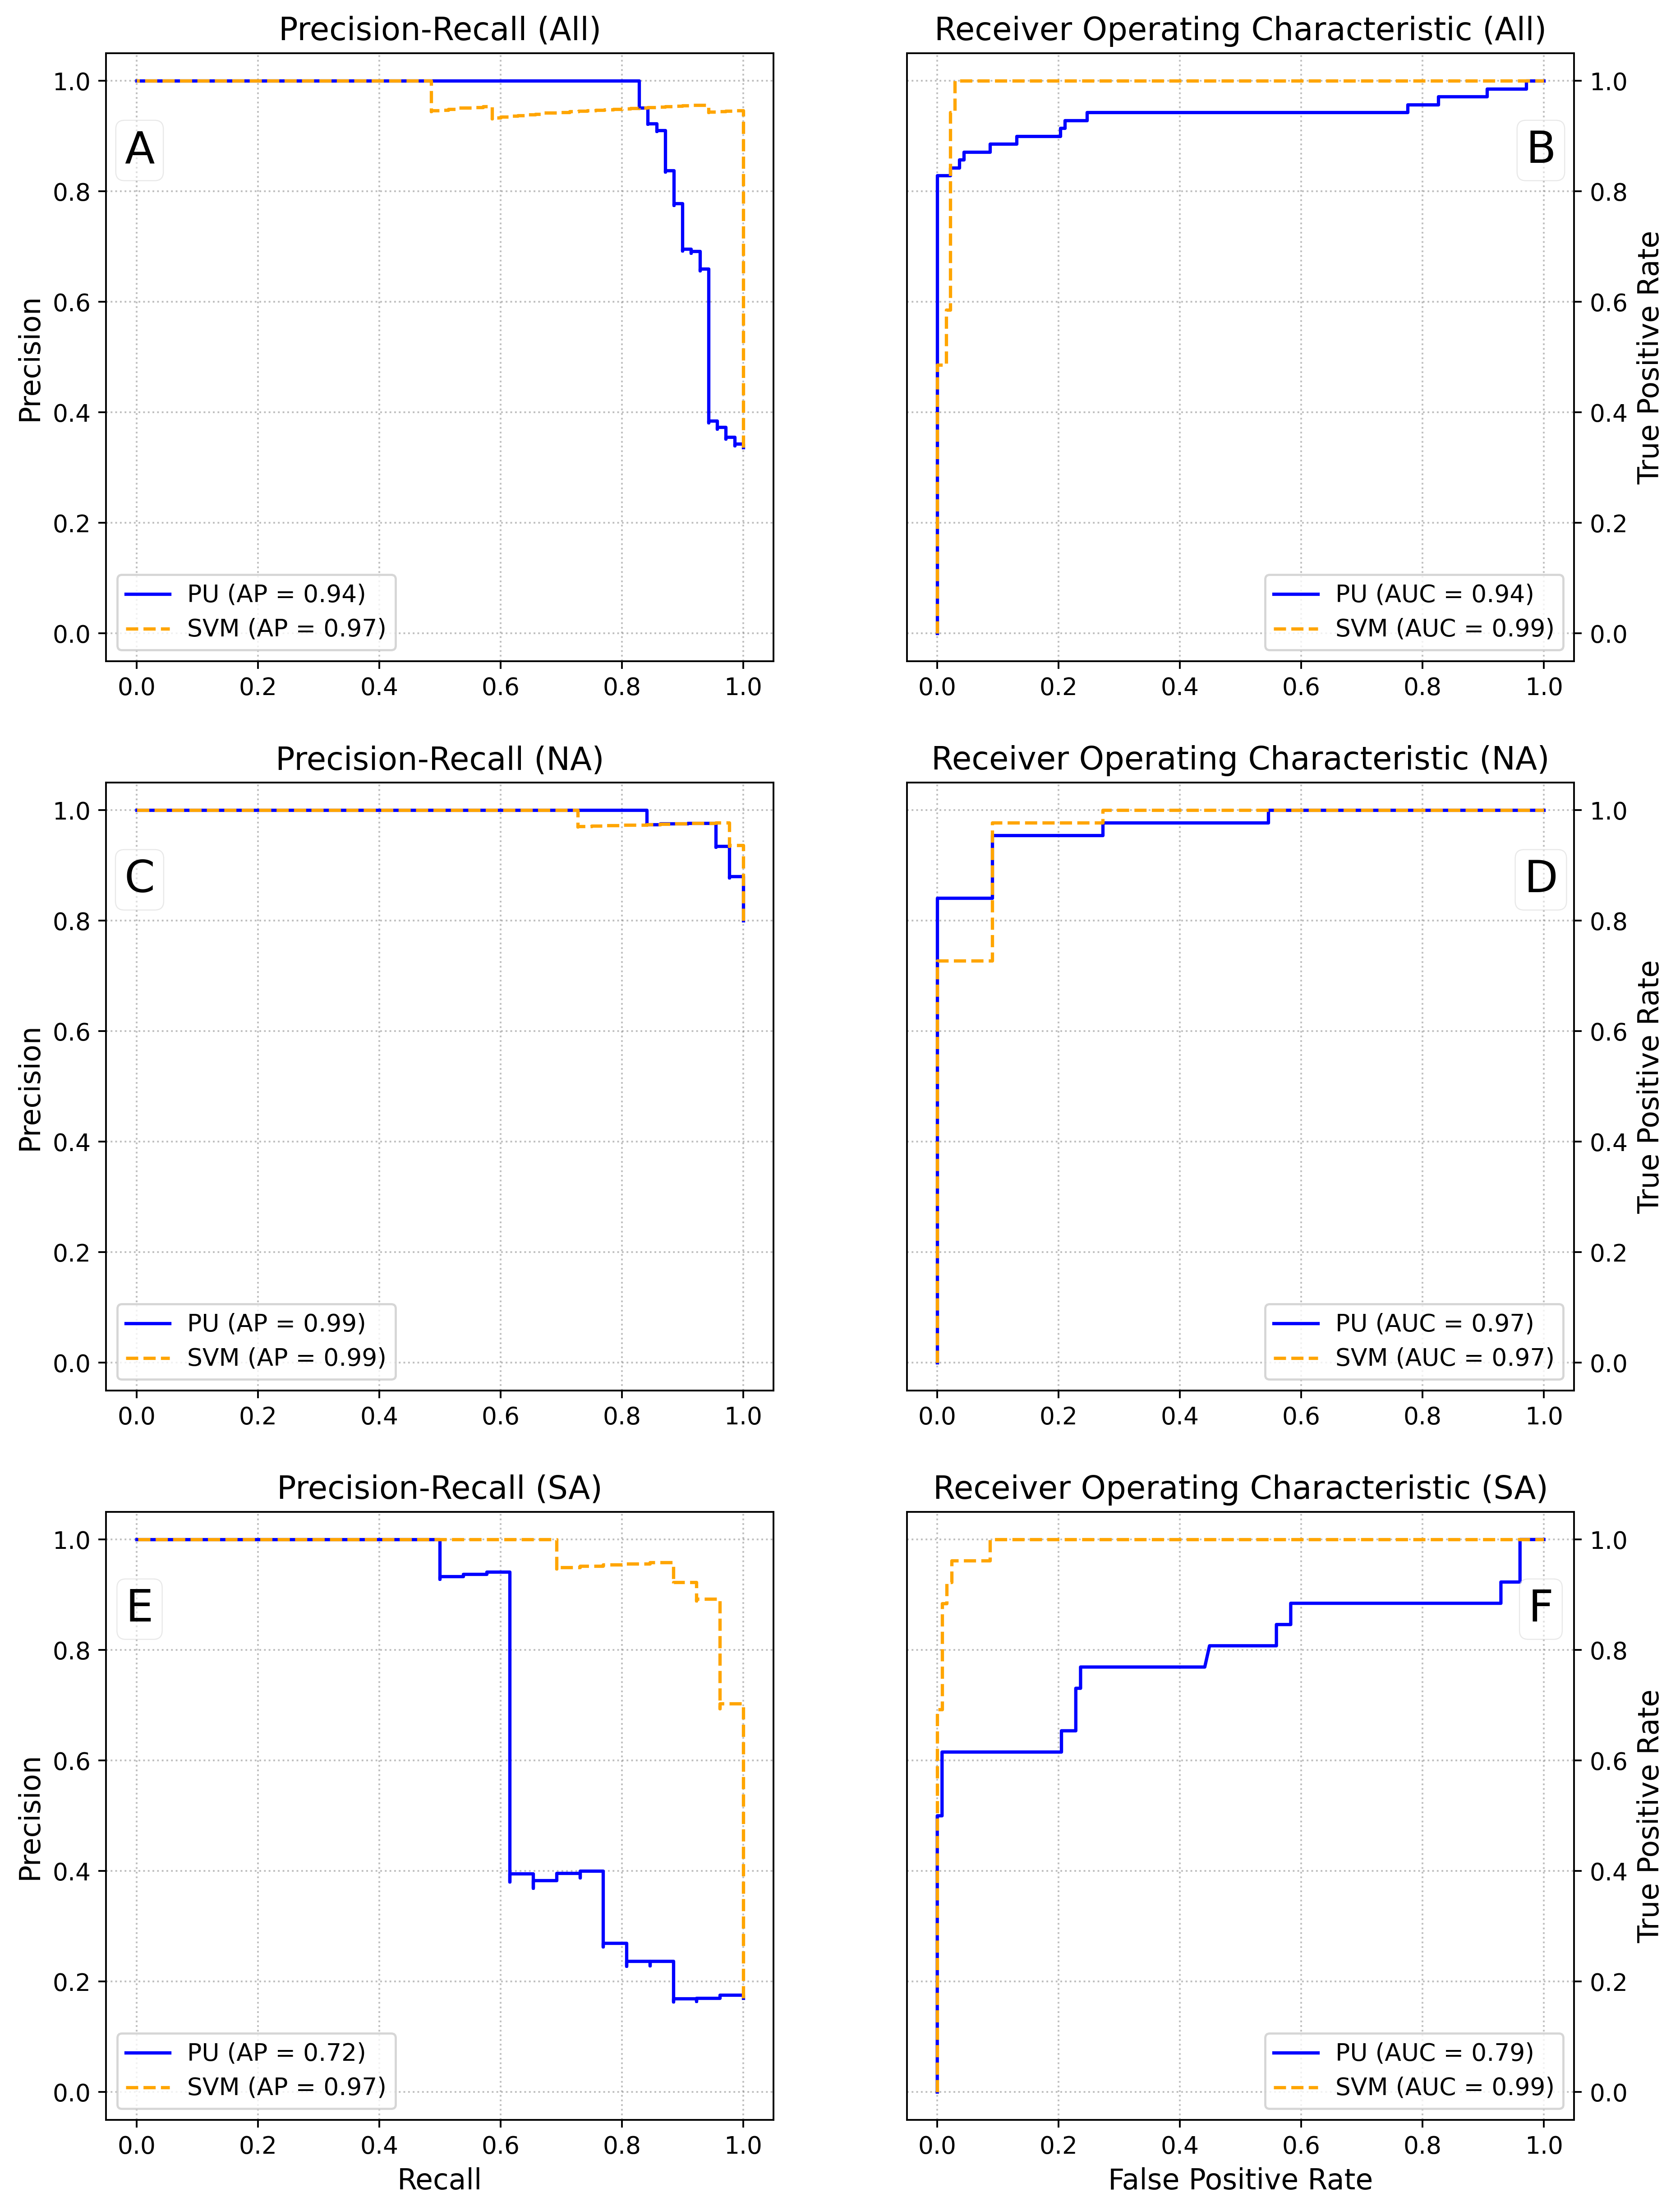 Precision-Recall (All)
Precision
1.0
0.8
0.6
0.4
0.2
0.0
A
PU (AP = 0.94)
SVM (AP = 0.97)
0.0 0.2 0.4 0.6 0.8 1.0
Receiver Operating Characteristic (All)
B
1.0
0.8
0.6
0.4
0.2
0.0
True Positive Rate
PU (AUC = 0.94)
SVM (AUC = 0.99)
0.0 0.2 0.4 0.6 0.8 1.0
Precision-Recall (NA)
Precision
1.0
0.8
0.6
0.4
0.2
0.0
C
PU (AP = 0.99)
SVM (AP = 0.99)
0.0 0.2 0.4 0.6 0.8 1.0
Receiver Operating Characteristic (NA)
D
1.0
0.8
0.6
0.4
0.2
0.0
True Positive Rate
PU (AUC = 0.97)
SVM (AUC = 0.97)
0.0 0.2 0.4 0.6 0.8 1.0
Precision-Recall (SA)
Precision
1.0
0.8
0.6
0.4
0.2
0.0
E
PU (AP = 0.72)
SVM (AP = 0.97)
0.0 0.2 0.4 0.6 0.8 1.0
Recall
Receiver Operating Characteristic (SA)
F
1.0
0.8
0.6
0.4
0.2
0.0
True Positive Rate
PU (AUC = 0.79)
SVM (AUC = 0.99)
0.0 0.2 0.4 0.6 0.8 1.0
False Positive Rate